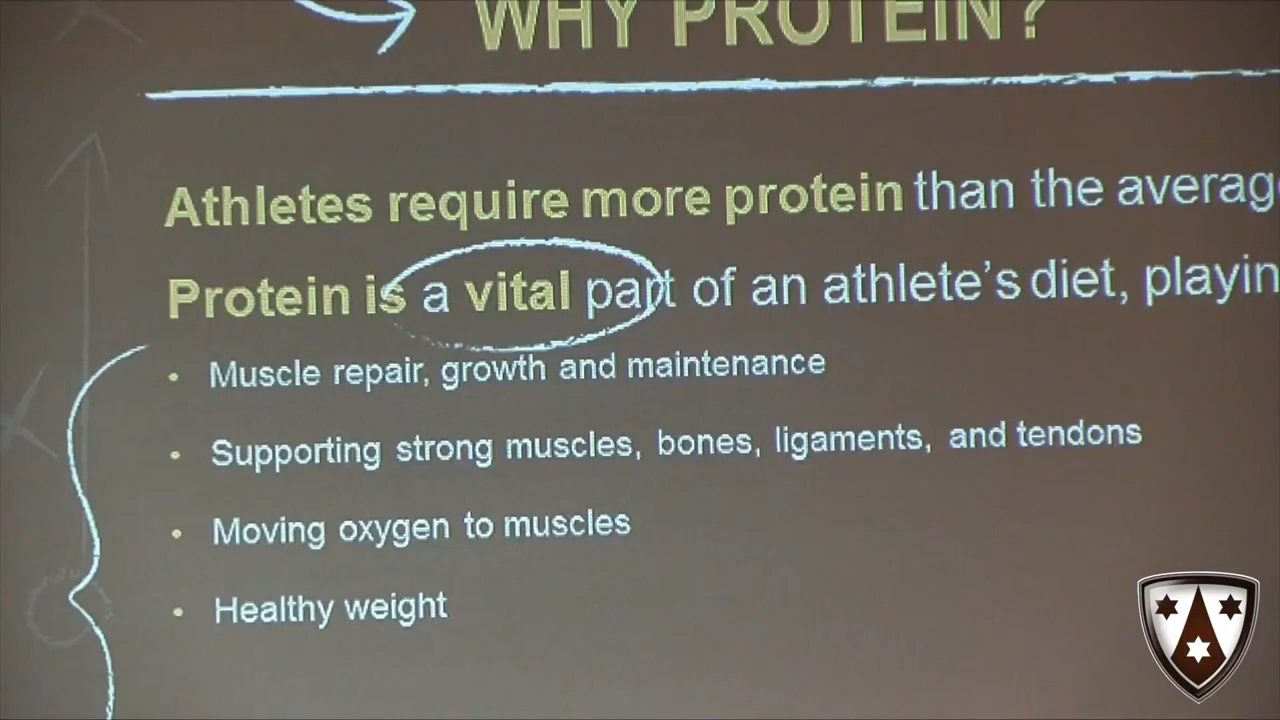 WHY PROTEIN?
Athletes require more protein than the averag
Protein is a vital part of an athlete's diet, playin
• Muscle repair, growth and maintenance
• Supporting strong muscles, bones, ligaments, and tendons
• Moving oxygen to muscles
• Healthy weight